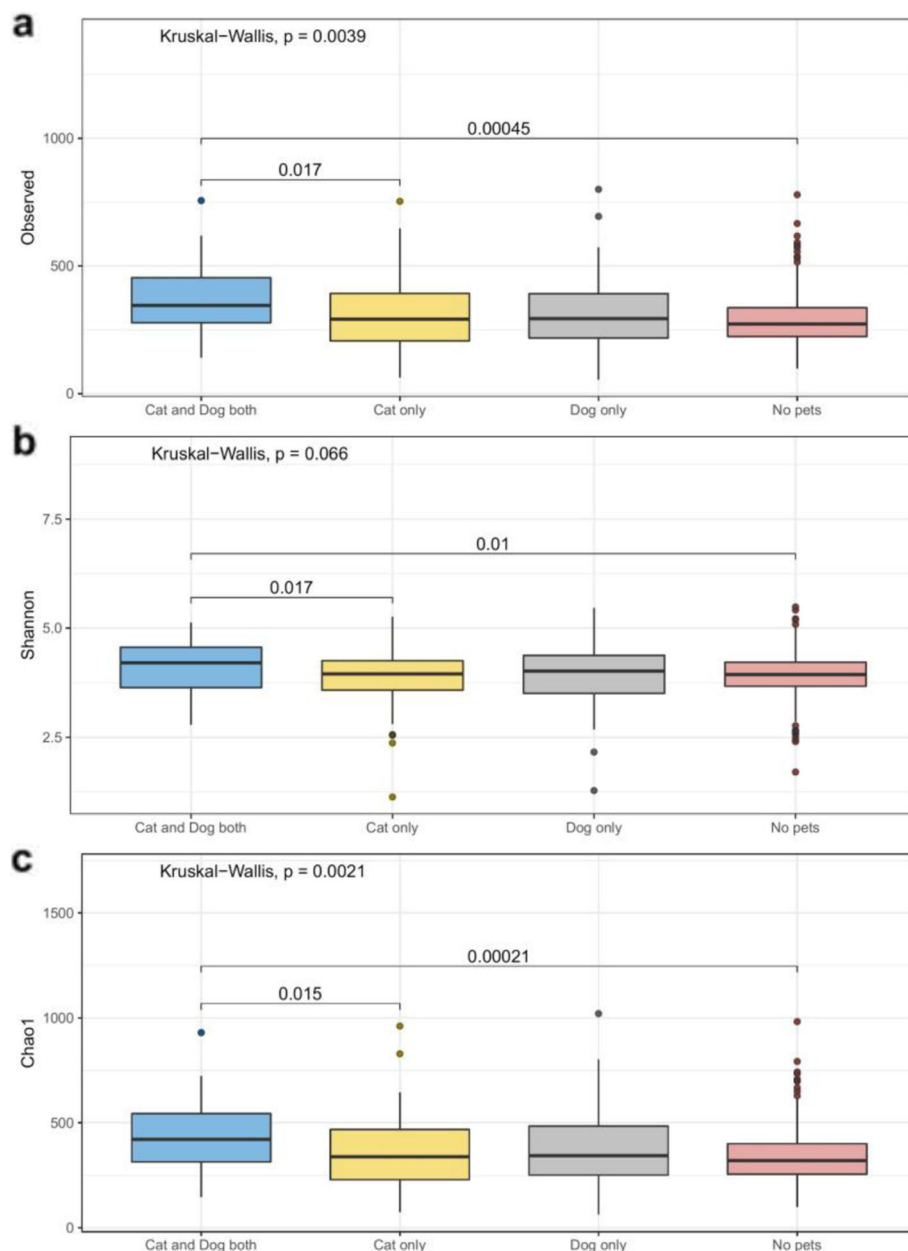 a
Kruskal-Wallis, p = 0.0039
0.00045
0.017
1000
500
0
Observed
Cat and Dog both
Cat only
Dog only
No pets
b
Kruskal-Wallis, p = 0.066
7.5
0.01
0.017
5.0
2.5
Shannon
Cat and Dog both
Cat only
Dog only
No pets
c
Kruskal-Wallis, p = 0.0021
1500
0.00021
0.015
1000
500
0
Chao1
Cat and Dog both
Cat only
Dog only
No pets